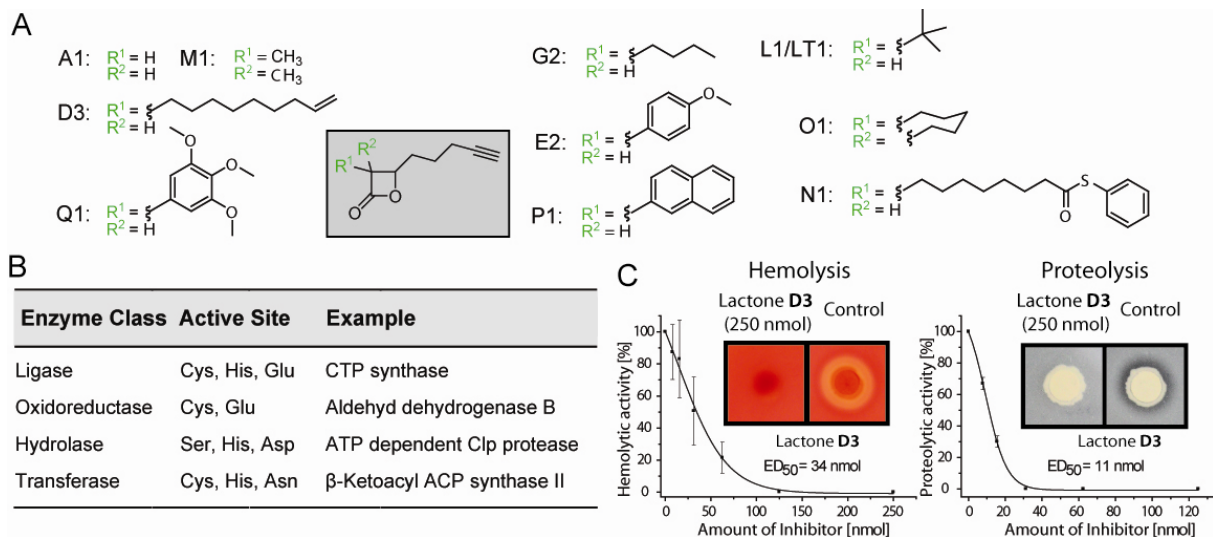 A
A1: R¹ = H
R² = H
M1: R¹ = CH₃
R² = CH₃
D3: R¹ =
R² = H
Q1: R¹ =
R² = H
O
O
O
R¹
R²
O
O
G2: R¹ =
R² = H
E2: R¹ =
R² = H
O
P1: R¹ =
R² = H
L1/LT1: R¹ =
R² = H
O1: R¹ =
R² =
N1: R¹ =
R² = H
S
O
B
Enzyme Class Active Site Example
Ligase Cys, His, Glu CTP synthase
Oxidoreductase Cys, Glu Aldehyd dehydrogenase B
Hydrolase Ser, His, Asp ATP dependent Clp protease
Transferase Cys, His, Asn β-Ketoacyl ACP synthase II
C
Hemolysis
Lactone D3
(250 nmol)
Control
Hemolytic activity [%]
100
80
60
40
20
0
Lactone D3
ED₅₀= 34 nmol
0 50 100 150 200 250
Amount of Inhibitor [nmol]
Proteolysis
Lactone D3
(250 nmol)
Control
Proteolytic activity [%]
100
80
60
40
20
0
Lactone D3
ED₅₀= 11 nmol
0 20 40 60 80 100 120
Amount of Inhibitor [nmol]